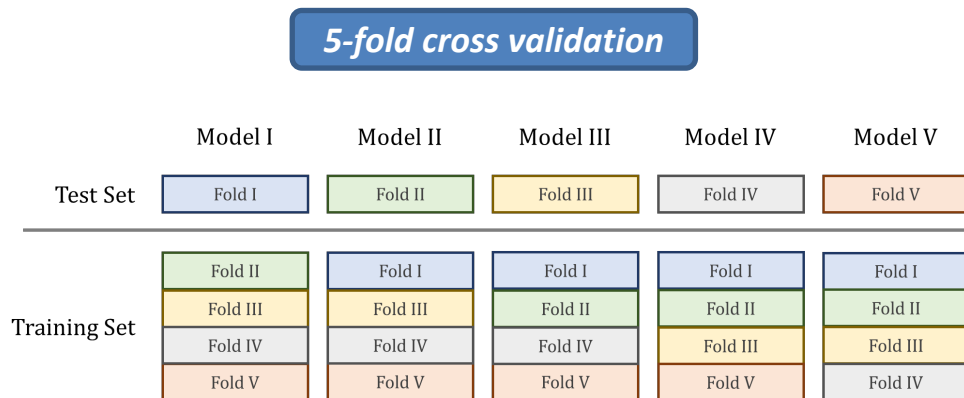 5-fold cross validation
Model I Model II Model III Model IV Model V
Test Set Fold I Fold II Fold III Fold IV Fold V
Fold II Fold I Fold I Fold I Fold I
Fold III Fold III Fold II Fold II Fold II
Training Set
Fold IV Fold IV Fold IV Fold III Fold III
Fold V Fold V Fold V Fold V Fold IV